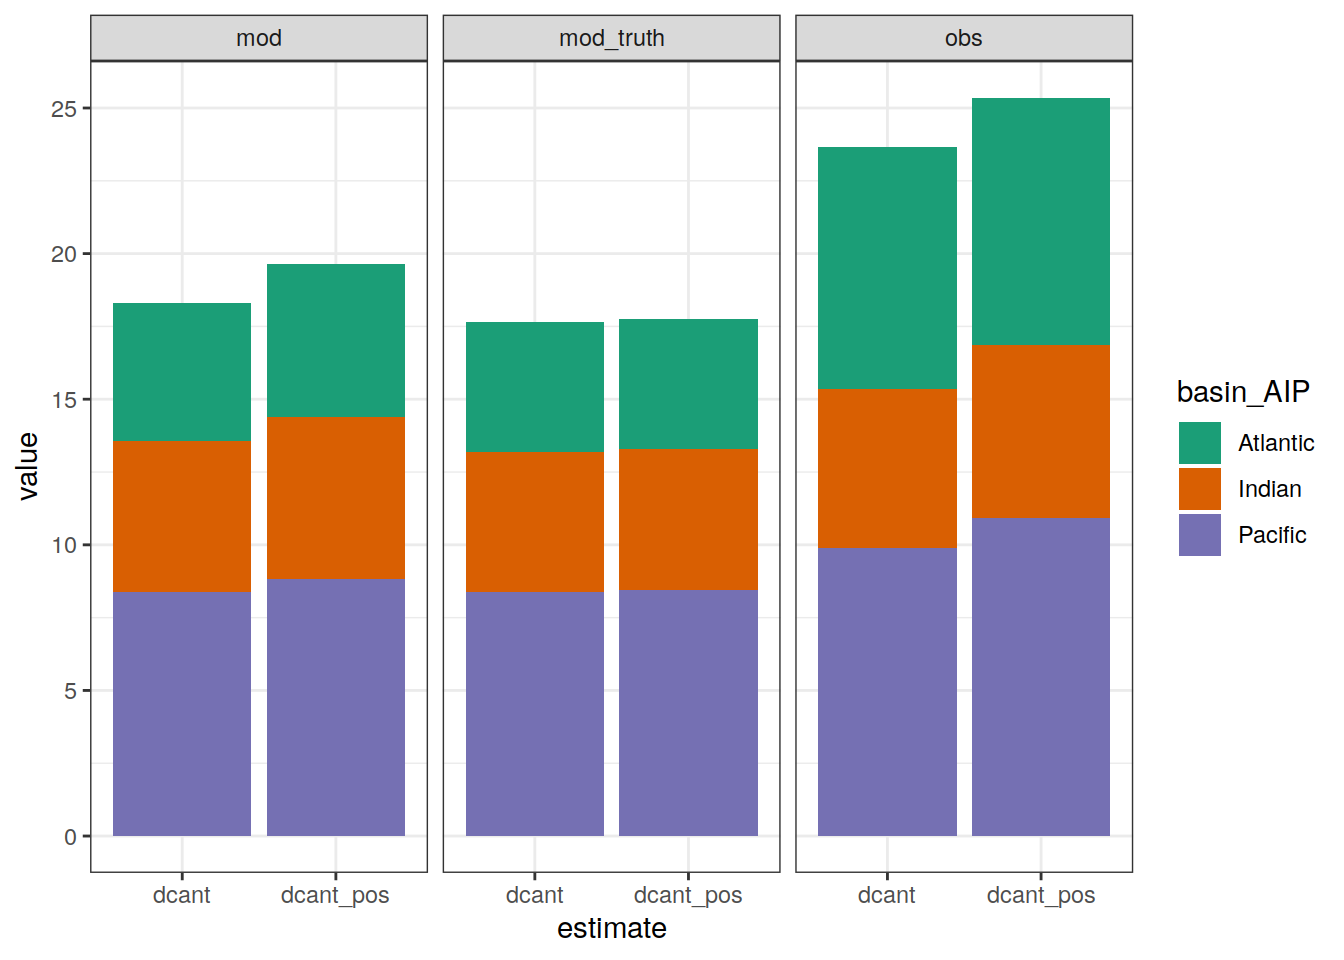 mod
mod_truth
obs
value
25
20
15
10
5
0
dcant
dcant_pos
dcant
dcant_pos
dcant
dcant_pos
estimate
basin_AIP
Atlantic
Indian
Pacific